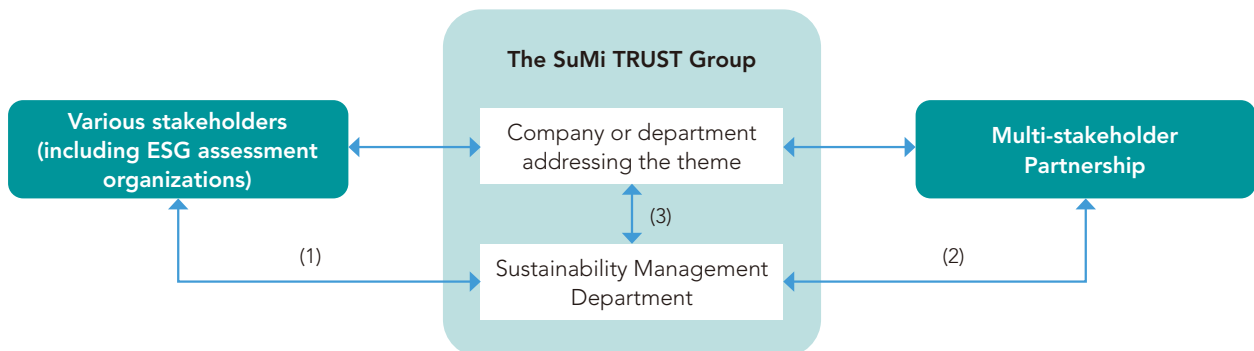 The SuMi TRUST Group
Various stakeholders
(including ESG assessment
organizations)
Company or department
addressing the theme
Multi-stakeholder
Partnership
(3)
(1)
(2)
Sustainability Management
Department